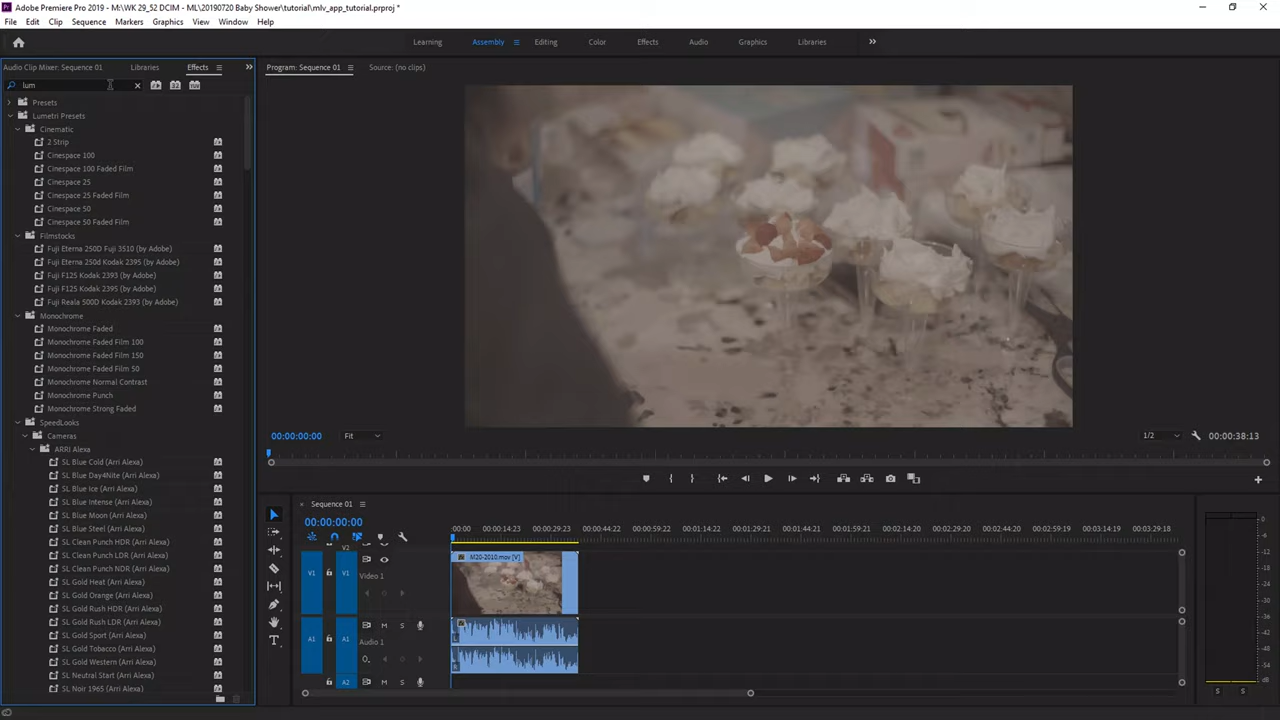 Adobe Premiere Pro 2019 - M:\WK 29_52 DCIM - ML\20190720 Baby Shower\tutorial\mlv_app_tutorial.prproj *
File Edit Clip Sequence Markers Graphics View Window Help
Learning Assembly Editing Color Effects Audio Graphics Libraries
Audio Clip Mixer: Sequence 01 Libraries Effects
Program: Sequence 01 Source: (no clips)
lum
Presets
Lumetri Presets
Cinematic
2 Strip
Cinespace 100
Cinespace 100 Faded Film
Cinespace 25
Cinespace 25 Faded Film
Cinespace 50
Cinespace 50 Faded Film
Filmstocks
Fuji Eterna 250D Fuji 3510 (by Adobe)
Fuji Eterna 250d Kodak 2395 (by Adobe)
Fuji F125 Kodak 2393 (by Adobe)
Fuji F125 Kodak 2395 (by Adobe)
Fuji Reala 500D Kodak 2393 (by Adobe)
Monochrome
Monochrome Faded
Monochrome Faded Film 100
Monochrome Faded Film 150
Monochrome Faded Film 50
Monochrome Normal Contrast
Monochrome Punch
Monochrome Strong Faded
SpeedLooks
Cameras
ARRI Alexa
SL Blue Cold (Arri Alexa)
SL Blue Day4Nite (Arri Alexa)
SL Blue Ice (Arri Alexa)
SL Blue Intense (Arri Alexa)
SL Blue Moon (Arri Alexa)
SL Blue Steel (Arri Alexa)
SL Clean Punch HDR (Arri Alexa)
SL Clean Punch LDR (Arri Alexa)
SL Clean Punch NDR (Arri Alexa)
SL Gold Heat (Arri Alexa)
SL Gold Orange (Arri Alexa)
SL Gold Rush HDR (Arri Alexa)
SL Gold Rush LDR (Arri Alexa)
SL Gold Sport (Arri Alexa)
SL Gold Tobacco (Arri Alexa)
SL Gold Western (Arri Alexa)
SL Neutral Start (Arri Alexa)
SL Noir 1965 (Arri Alexa)
00:00:00:00 Fit 1/2 00:00:38:13
Sequence 01
00:00:00:00
:00:00 00:00:14:23 00:00:29:23 00:00:44:22 00:00:59:22 00:01:14:22 00:01:29:21 00:01:44:21 00:01:59:21 00:02:14:21 00:02:29:20 00:02:44:20 00:02:59:19 00:03:14:19 00:03:29:18
V2
M20-2010.mov [V]
V1 V1 Video 1
A1 A1 M S
Audio 1
L
R
A2 M S
0
-6
-12
-18
-24
-30
-36
-42
-48
-54
dB
S S